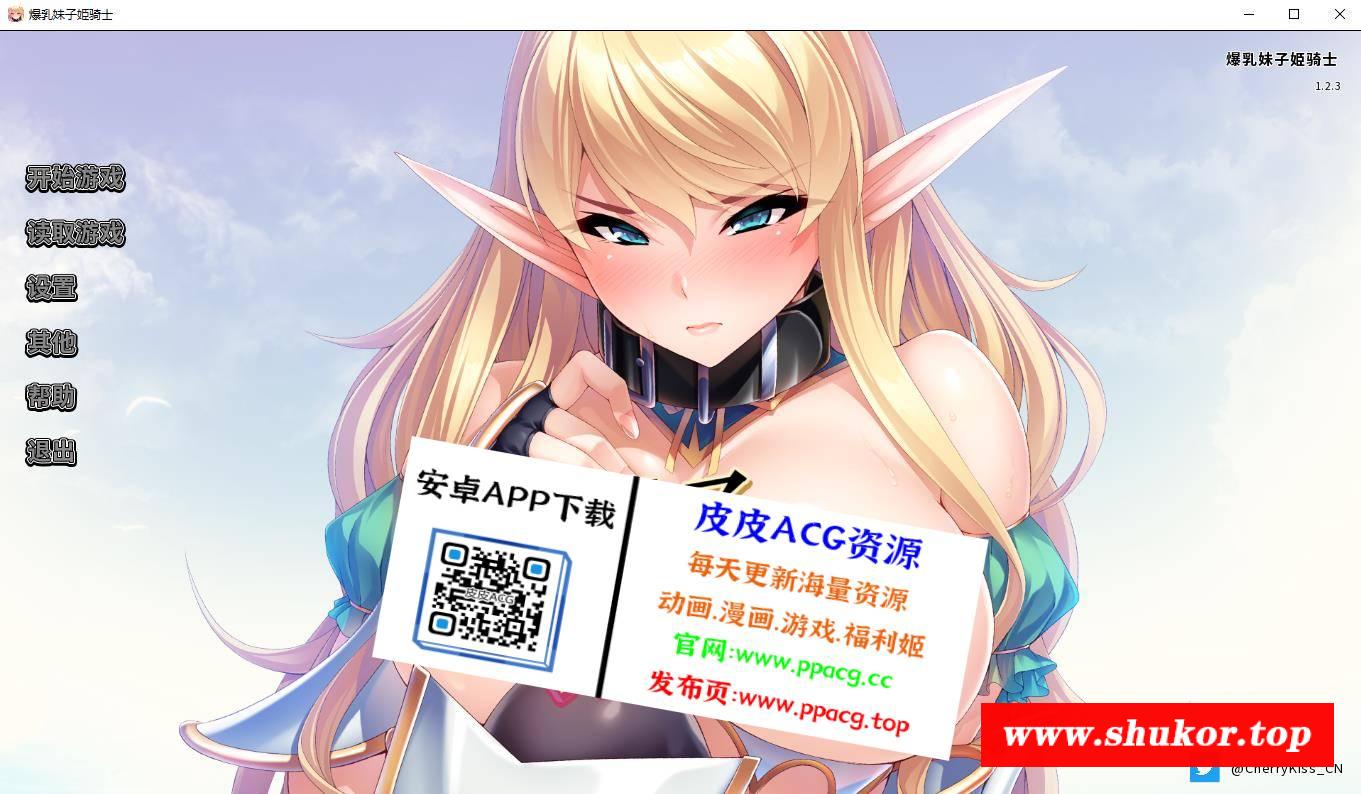 爆乳妹子姫骑士
爆乳妹子姫骑士
1.2.3
开始游戏
读取游戏
设置
其他
帮助
退出
安卓APP下载
皮皮ACG
皮皮ACG资源
每天更新海量资源
动画.漫画.游戏.福利姬
官网:www.ppacg.cc
发布页:www.ppacg.top
www.shukor.top
@CherryKiss_CN